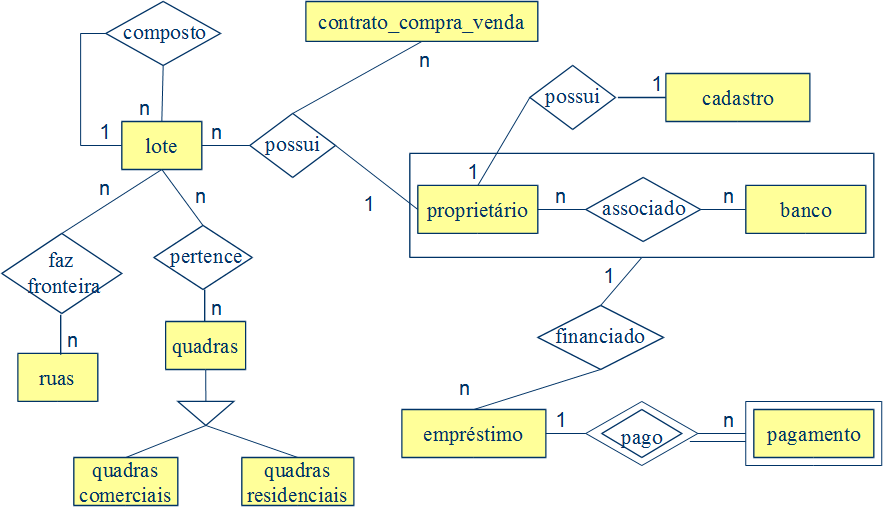 composto
contrato_compra_venda
n
possui
1
cadastro
n
1
lote
n
possui
1
n
n
1
proprietário
n
associado
n
banco
faz
fronteira
pertence
1
n
n
financiado
quadras
ruas
n
empréstimo
1
pago
n
pagamento
quadras
comerciais
quadras
residenciais